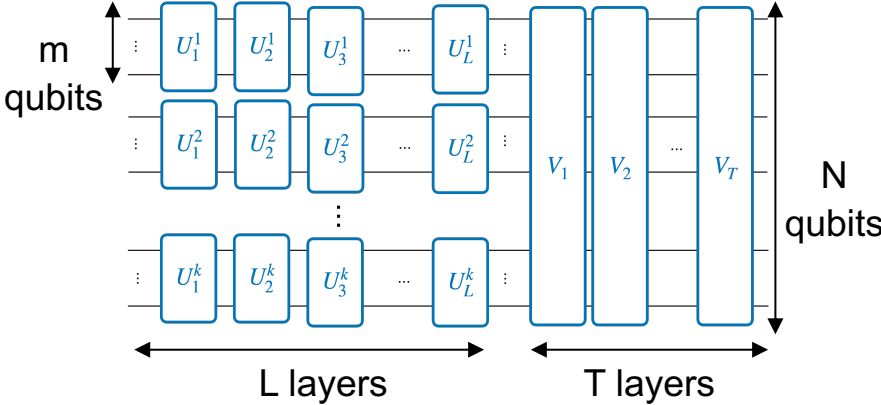 m
qubits
⋮ U_1^1 U_2^1 U_3^1 ... U_L^1 ⋮
⋮ U_1^2 U_2^2 U_3^2 ... U_L^2 ⋮
V_1 V_2 ... V_T
⋮
⋮ U_1^k U_2^k U_3^k ... U_L^k ⋮
N
qubits
L layers
T layers